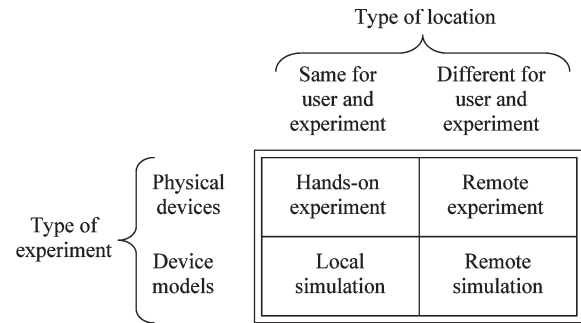 Type of location
Same for
user and
experiment
Different for
user and
experiment
Type of
experiment
Physical
devices
Hands-on
experiment
Remote
experiment
Device
models
Local
simulation
Remote
simulation